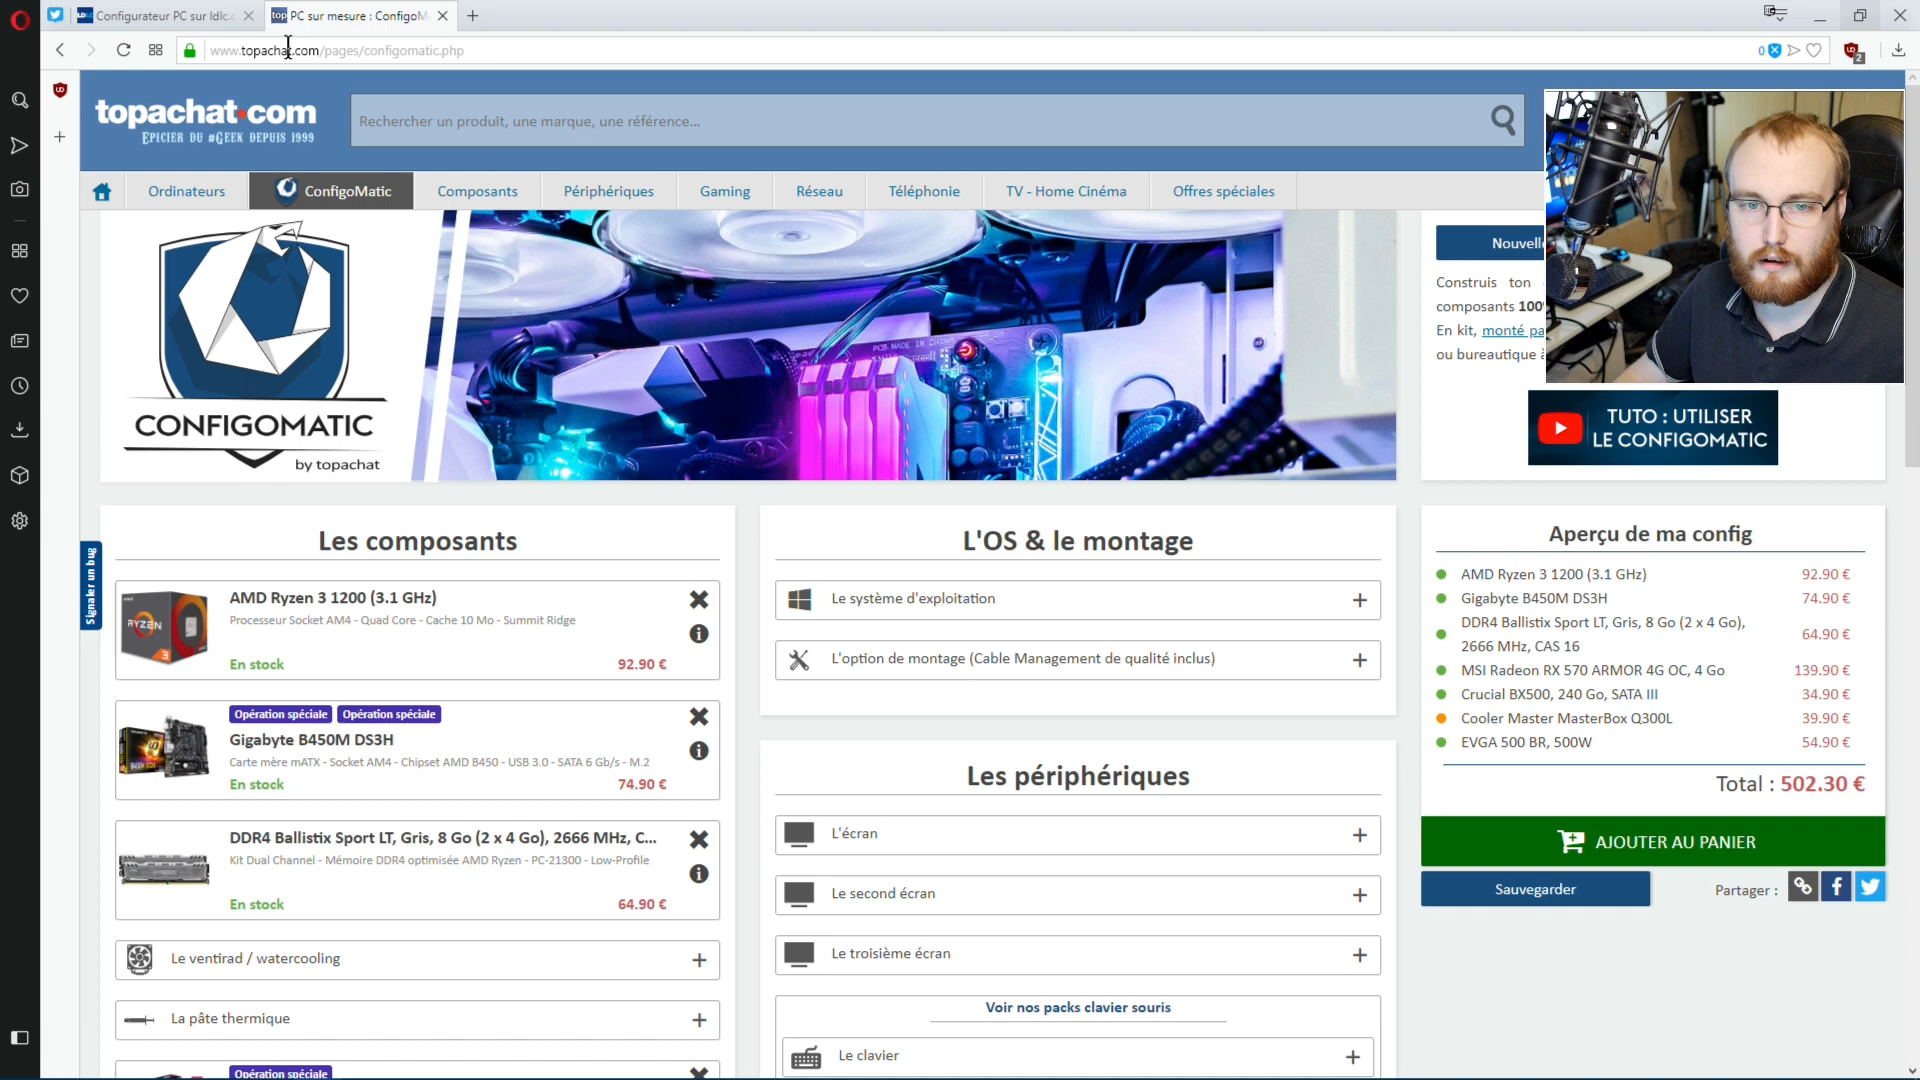 Configurateur PC sur ldlc.c
PC sur mesure : ConfigoM
www.topachat.com/pages/configomatic.php
0
2
topachat.com
EPICIER DU #GEEK DEPUIS 1999
Rechercher un produit, une marque, une référence...
Ordinateurs
ConfigoMatic
Composants
Périphériques
Gaming
Réseau
Téléphonie
TV - Home Cinéma
Offres spéciales
CONFIGOMATIC
by topachat
PCB MADE IN CHINA
Nouvell
Construis ton
composants 100
En kit, monté pa
ou bureautique à
TUTO : UTILISER
LE CONFIGOMATIC
Signaler un bug
Les composants
RYZEN
AMD Ryzen 3 1200 (3.1 GHz)
Processeur Socket AM4 - Quad Core - Cache 10 Mo - Summit Ridge
En stock
92.90 €
Opération spéciale
Opération spéciale
Gigabyte B450M DS3H
Carte mère mATX - Socket AM4 - Chipset AMD B450 - USB 3.0 - SATA 6 Gb/s - M.2
En stock
74.90 €
DDR4 Ballistix Sport LT, Gris, 8 Go (2 x 4 Go), 2666 MHz, C...
Kit Dual Channel - Mémoire DDR4 optimisée AMD Ryzen - PC-21300 - Low-Profile
En stock
64.90 €
Le ventirad / watercooling
La pâte thermique
Opération spéciale
L'OS & le montage
Le système d'exploitation
L'option de montage (Cable Management de qualité inclus)
Les périphériques
L'écran
Le second écran
Le troisième écran
Voir nos packs clavier souris
Le clavier
Aperçu de ma config
AMD Ryzen 3 1200 (3.1 GHz) 92.90 €
Gigabyte B450M DS3H 74.90 €
DDR4 Ballistix Sport LT, Gris, 8 Go (2 x 4 Go),
2666 MHz, CAS 16
64.90 €
MSI Radeon RX 570 ARMOR 4G OC, 4 Go 139.90 €
Crucial BX500, 240 Go, SATA III 34.90 €
Cooler Master MasterBox Q300L 39.90 €
EVGA 500 BR, 500W 54.90 €
Total : 502.30 €
AJOUTER AU PANIER
Sauvegarder
Partager :